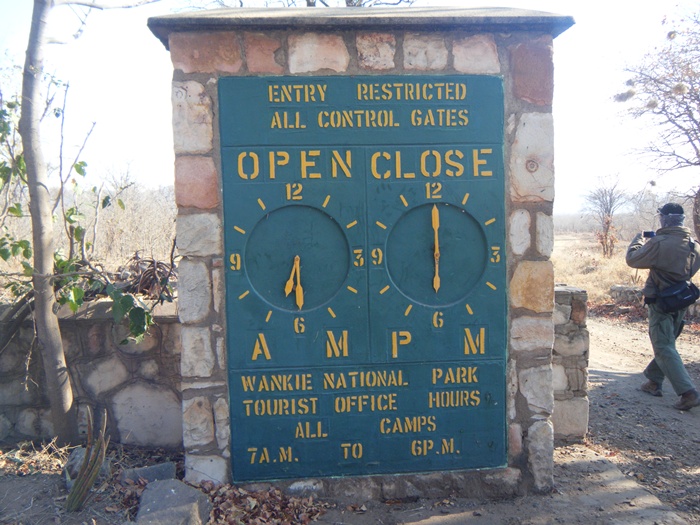 ENTRY RESTRICTED
ALL CONTROL GATES
OPEN CLOSE
12 12
9 3 9 3
6 6
A M P M
WANKIE NATIONAL PARK
TOURIST OFFICE HOURS
ALL CAMPS
7A.M. TO 6P.M.